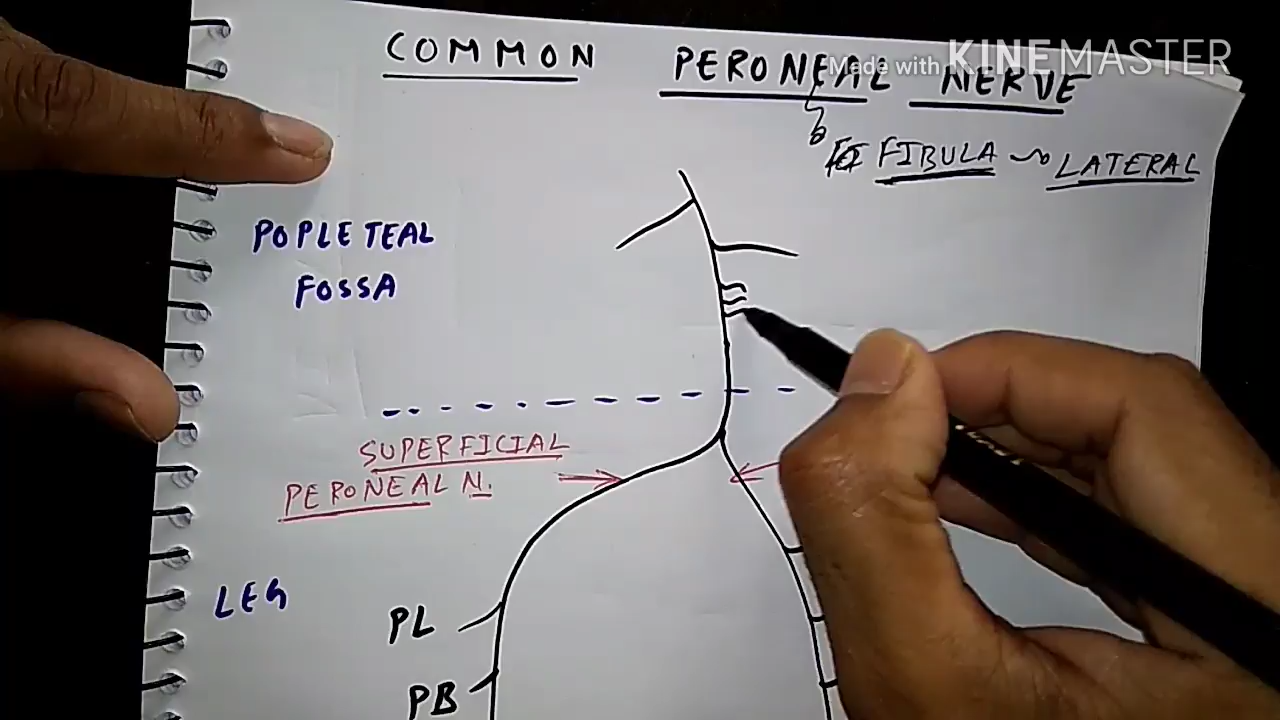 COMMON PERONEAL NERVE
Made with KINEMASTER
FIBULA LATERAL
POPLETEAL
FOSSA
SUPERFICIAL
PERONEAL N.
LEG
PL
PB